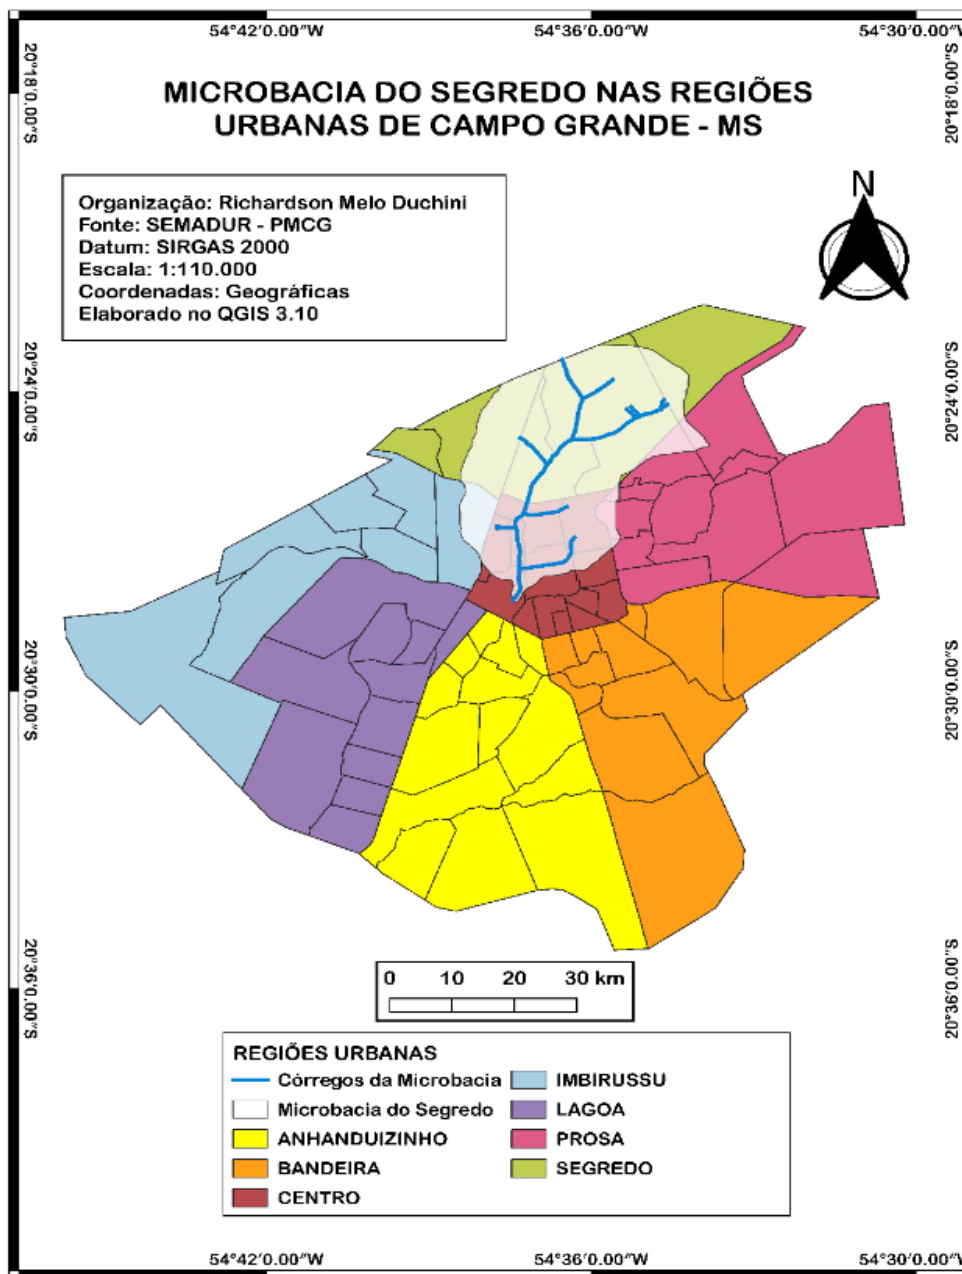 54°42'0.00"W 54°36'0.00"W 54°30'0.00"W
20°18'0.00"S 20°18'0.00"S
MICROBACIA DO SEGREDO NAS REGIÕES
URBANAS DE CAMPO GRANDE - MS
N
Organização: Richardson Melo Duchini
Fonte: SEMADUR - PMCG
Datum: SIRGAS 2000
Escala: 1:110.000
Coordenadas: Geográficas
Elaborado no QGIS 3.10
20°24'0.00"S 20°24'0.00"S
20°30'0.00"S 20°30'0.00"S
20°36'0.00"S 20°36'0.00"S
0 10 20 30 km
REGIÕES URBANAS
Córregos da Microbacia
Microbacia do Segredo
ANHANDUIZINHO
BANDEIRA
CENTRO
IMBIRUSSU
LAGOA
PROSA
SEGREDO
54°42'0.00"W 54°36'0.00"W 54°30'0.00"W